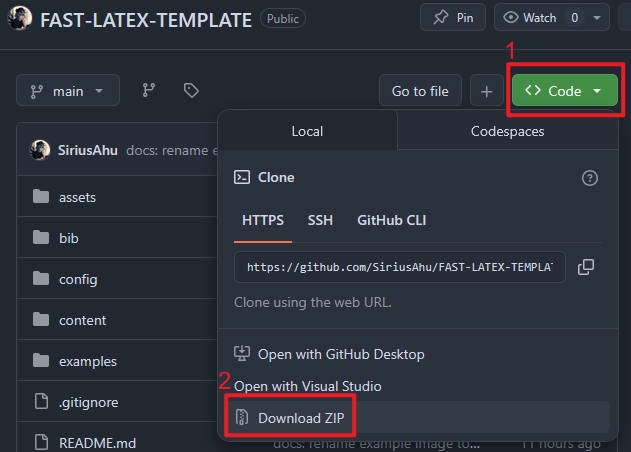 FAST-LATEX-TEMPLATE Public Pin Watch 0
1
main Go to file + <> Code
Local Codespaces
SiriusAhu docs: rename e
Clone ?
assets
HTTPS SSH GitHub CLI
bib
https://github.com/SiriusAhu/FAST-LATEX-TEMPLAT
config
Clone using the web URL.
content
Open with GitHub Desktop
examples
2
Open with Visual Studio
.gitignore
Download ZIP
README.md docs: rename example image to... 11 hours ago